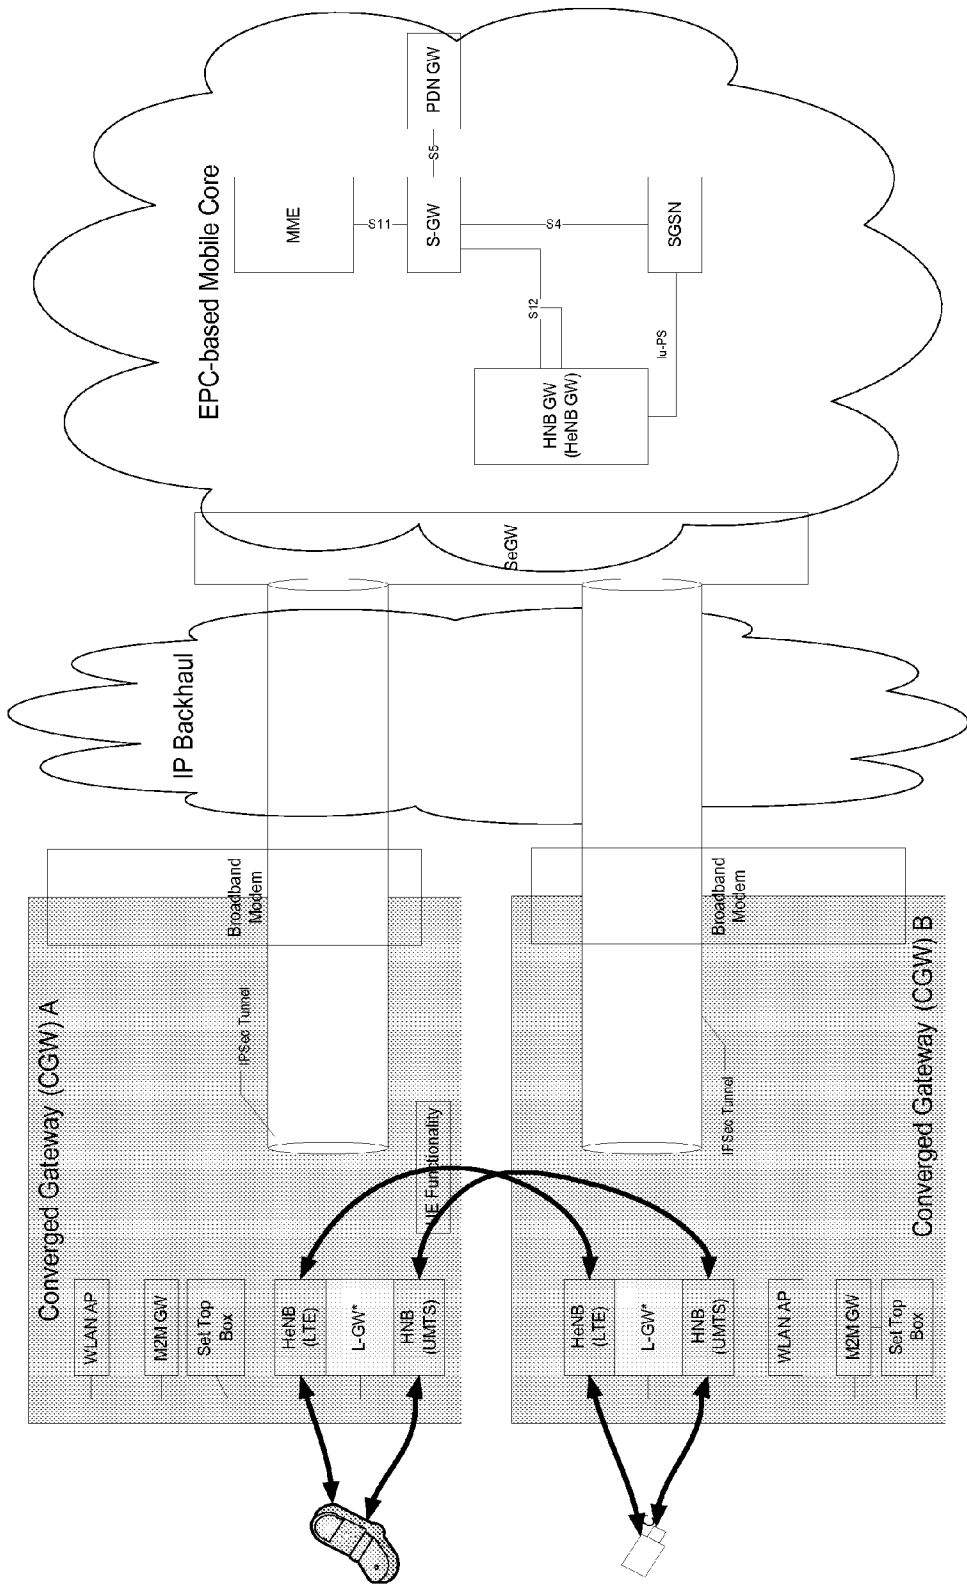 Converged Gateway (CGW) A
WLAN AP
M2M GW
Set Top
Box
HeNB
(LTE)
L-GW*
HNB
(UMTS)
UE Functionality
IPSec Tunnel
Broadband
Modem
IP Backhaul
SeGW
EPC-based Mobile Core
MME
S11
S-GW
S5
PDN GW
S4
S12
HNB GW
(HeNB GW)
Iu-PS
SGSN
HeNB
(LTE)
L-GW*
HNB
(UMTS)
WLAN AP
M2M GW
Set Top
Box
IPSec Tunnel
Broadband
Modem
Converged Gateway (CGW) B